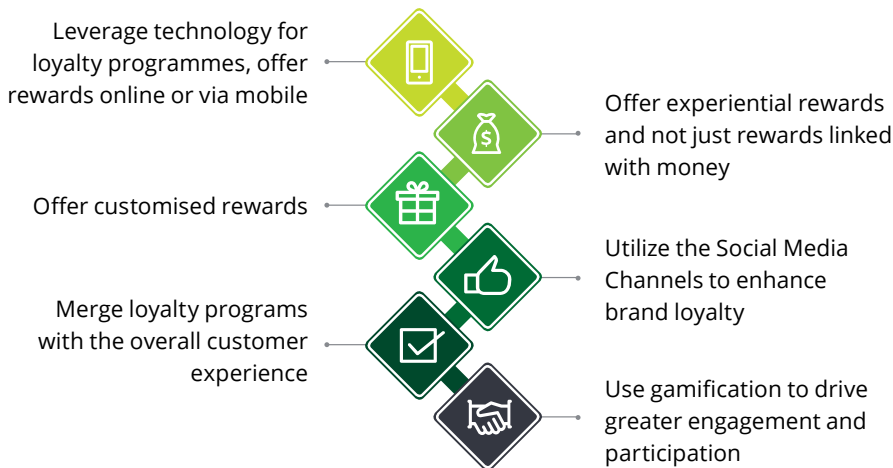 Leverage technology for
loyalty programmes, offer
rewards online or via mobile
$
Offer experiential rewards
and not just rewards linked
with money
Offer customised rewards
Utilize the Social Media
Channels to enhance
brand loyalty
Merge loyalty programs
with the overall customer
experience
Use gamification to drive
greater engagement and
participation